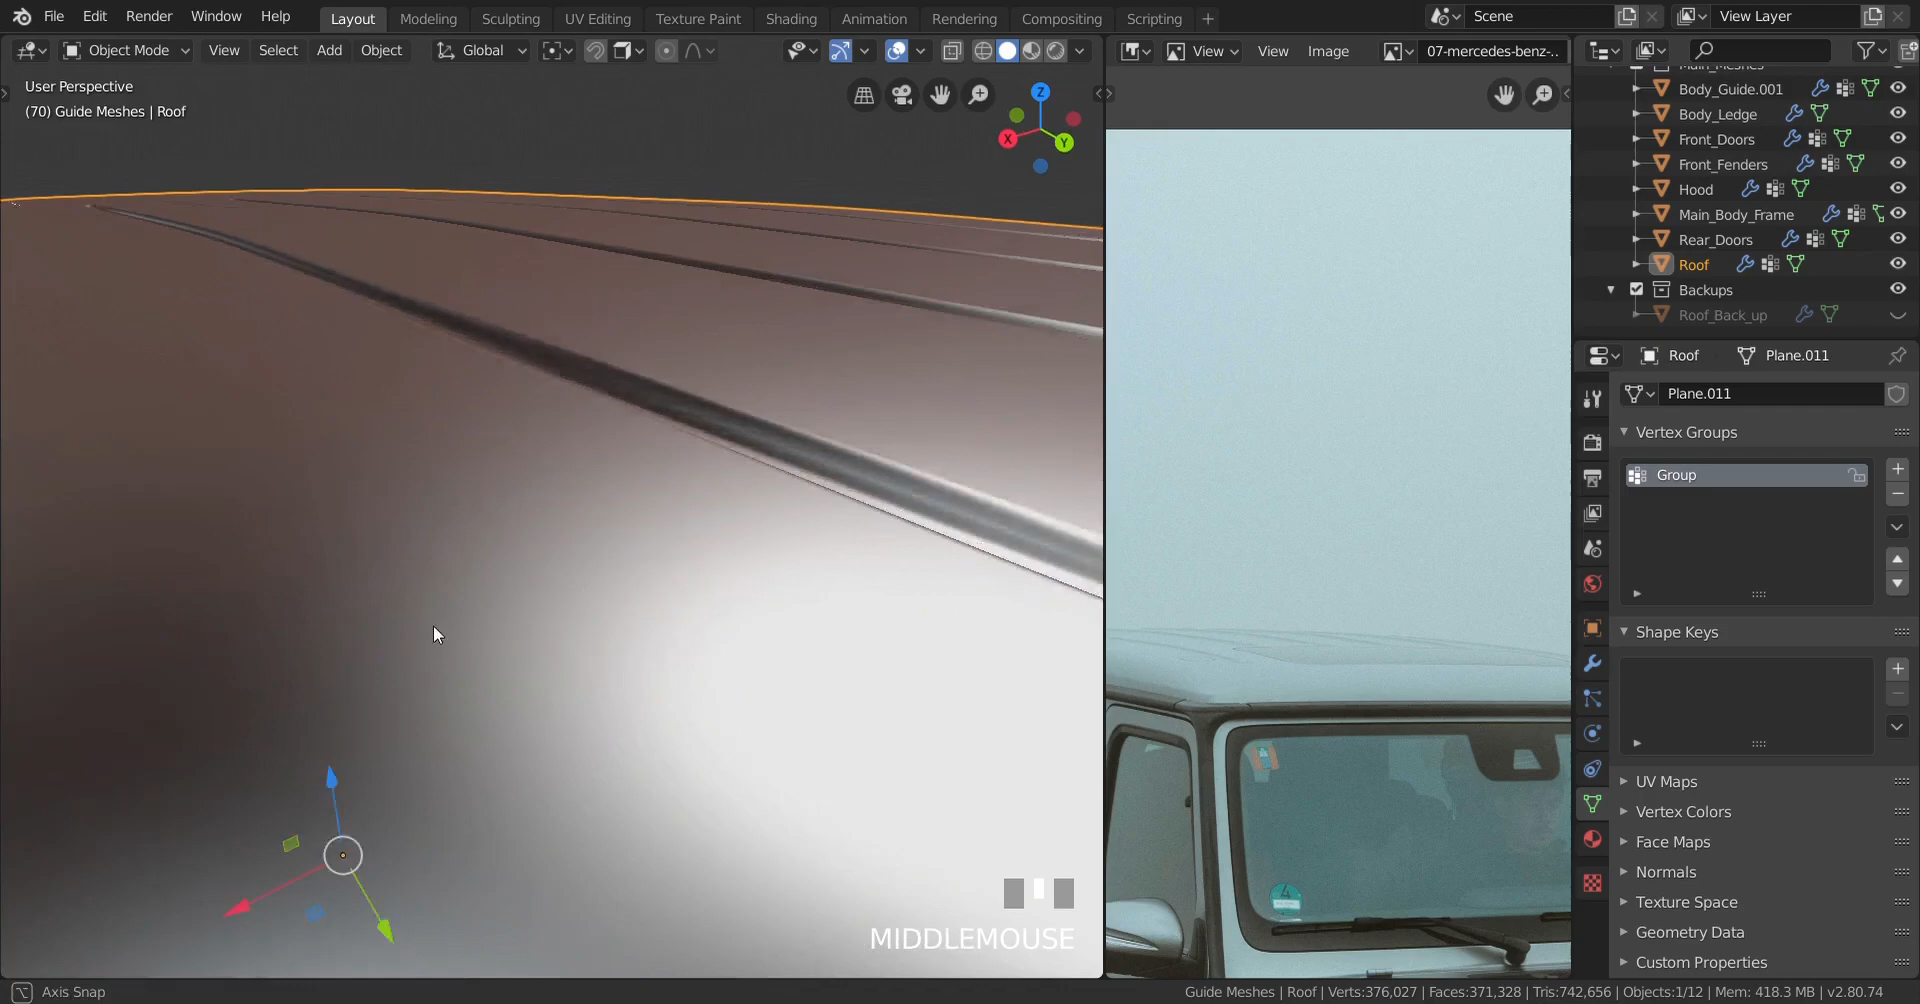 File Edit Render Window Help Layout Modeling Sculpting UV Editing Texture Paint Shading Animation Rendering Compositing Scripting Scene View Layer
Object Mode View Select Add Object Global View View Image 07-mercedes-benz-..
User Perspective
(70) Guide Meshes | Roof
Z
X
Y
Main_Meshes
Body_Guide.001
Body_Ledge
Front_Doors
Front_Fenders
Hood
Main_Body_Frame
Rear_Doors
Roof
Backups
Roof_Back_up
Roof Plane.011
Plane.011
Vertex Groups
Group
Shape Keys
UV Maps
Vertex Colors
Face Maps
Normals
Texture Space
Geometry Data
Custom Properties
MIDDLEMOUSE
Axis Snap
Guide Meshes | Roof | Verts:376,027 | Faces:371,328 | Tris:742,656 | Objects:1/12 | Mem: 418.3 MB | v2.80.74